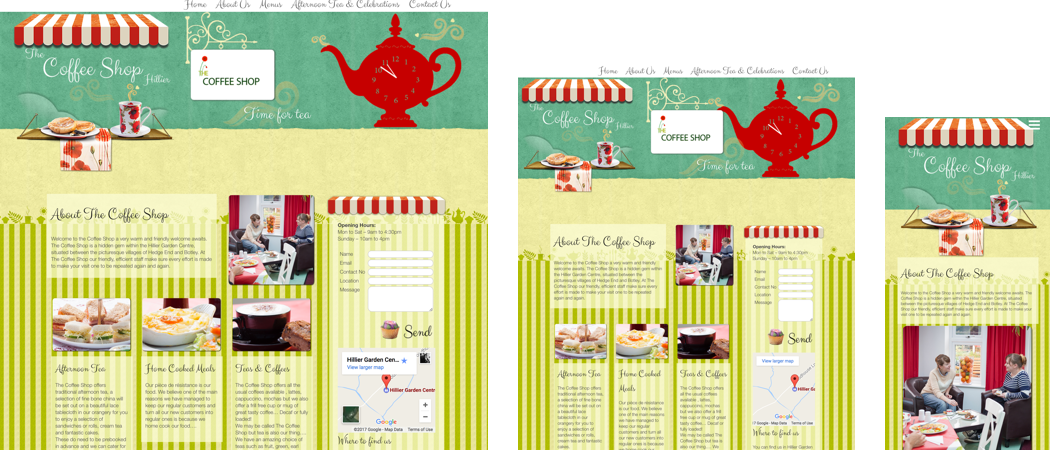 Home About Us Menus Afternoon Tea & Celebrations Contact Us
The
Coffee Shop
Hillier
the
COFFEE SHOP
12
11
10
9
8
7
6
5
4
3
2
1
Time for tea
About The Coffee Shop
Welcome to the Coffee Shop a very warm and friendly welcome awaits.
The Coffee Shop is a hidden gem within the Hillier Garden Centre,
situated between the picturesque villages of Hedge End and Botley. At
The Coffee Shop our friendly, efficient staff make every effort is made
to make your visit one to be repeated again and again.
Opening Hours:
Mon to Sat – 9am to 4:30pm
Sunday – 10am to 4pm
Name
Email
Contact No
Location
Message
Send
Hillier Garden Cen...
View larger map
Hillier Garden Centr
+
−
Google
©2017 Google - Map Data Terms of Use
Where to find us
Afternoon Tea
The Coffee Shop offers
traditional afternoon tea, a
selection of fine bone china will
be set out on a beautiful lace
tablecloth in our orangery for you
to enjoy a selection of
sandwiches or rolls, cream tea
and fantastic cakes.
These do need to be prebooked
in advance and we can cater for
Home Cooked Meals
Our piece de resistance is our
food. We believe one of the main
reasons we have managed to
keep our regular customers and
turn all our new customers into
regular ones is because we
home cook our food....
Teas & Coffees
The Coffee Shop offers all the
usual coffees available , lattes,
cappuccino, mochas but we also
offer a hill free cup or mug of
great tasty coffee.... Decaf or fully
loaded!
We may be called The Coffee
Shop but tea is also our thing....
We have an amazing choice of
teas such as fruit, green, earl
Home About Us Menus Afternoon Tea & Celebrations Contact Us
The
Coffee Shop
Hillier
the
COFFEE SHOP
Time for tea
About The Coffee Shop
Welcome to the Coffee Shop a very warm and friendly
welcome awaits. The Coffee Shop is a hidden gem within
the Hillier Garden Centre, situated between the
picturesque villages of Hedge End and Botley. At The
Coffee Shop our friendly, efficient staff make every
effort is made to make your visit one to be repeated
again and again.
Opening Hours:
Mon to Sat – 9am to 4:30pm
Sunday – 10am to 4pm
Name
Email
Contact No
Location
Message
Send
View larger map
Hillier G
Google
©2017 Google - Map Data Terms of Use
Where to find us
You can find us in Hillier Garden
Afternoon Tea
The Coffee Shop offers
traditional afternoon
tea, a selection of fine
bone china will be set
out on a beautiful lace
tablecloth in our
orangery for you to
enjoy a selection of
sandwiches or rolls,
Home Cooked
Meals
Our piece de
resistance is our food.
We believe one of the
main reasons we have
managed to keep our
regular customers and
turn all our new
customers into regular
Teas & Coffees
The Coffee Shop offers
all the usual coffees
available , lattes,
cappuccino, mochas
but we also offer a hill
free cup or mug of
great tasty coffee....
Decaf or fully loaded!
We may be called The
Coffee Shop but tea is
also our thing.... We
have an amazing
The
Coffee Shop
Hillier
About The Coffee Shop
Welcome to the Coffee Shop a very warm and friendly welcome awaits.
The Coffee Shop is a hidden gem within the Hillier Garden Centre, situated
between the picturesque villages of Hedge End and Botley. At The Coffee
Shop our friendly, efficient staff make every effort is made to make your
visit one to be repeated again and again.